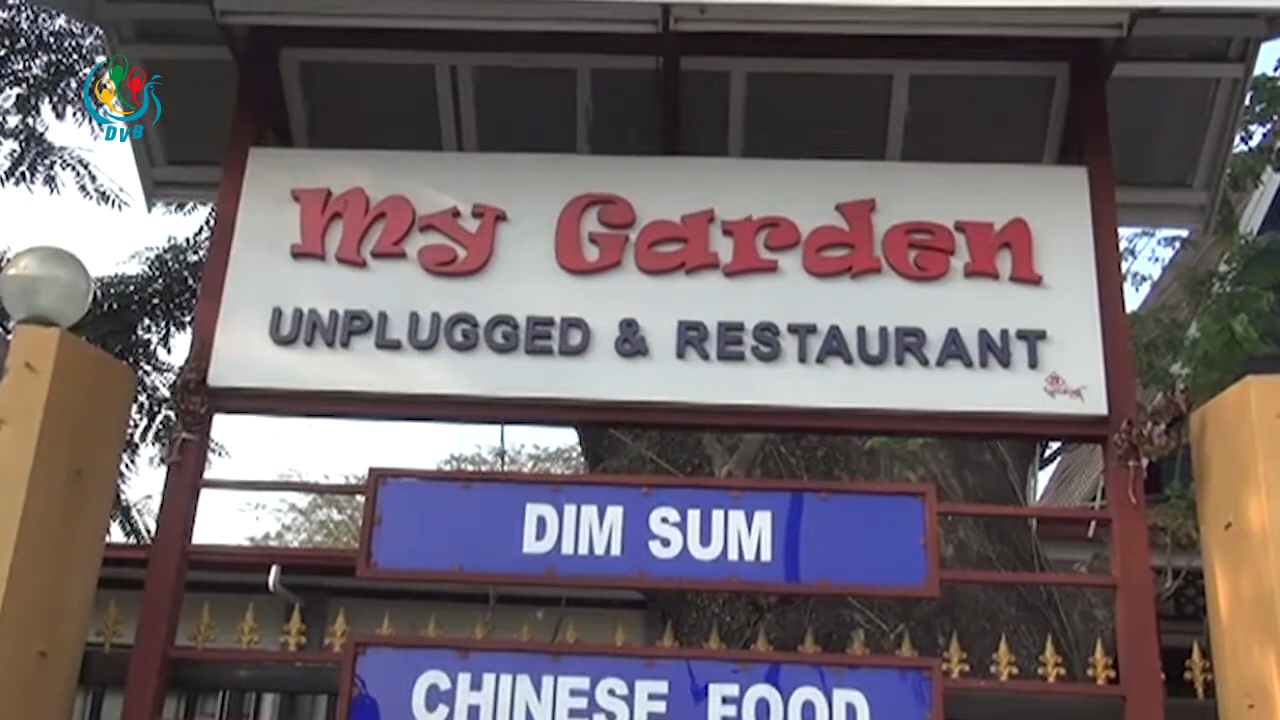 DVB
My Garden
UNPLUGGED & RESTAURANT
DIM SUM
CHINESE FOOD